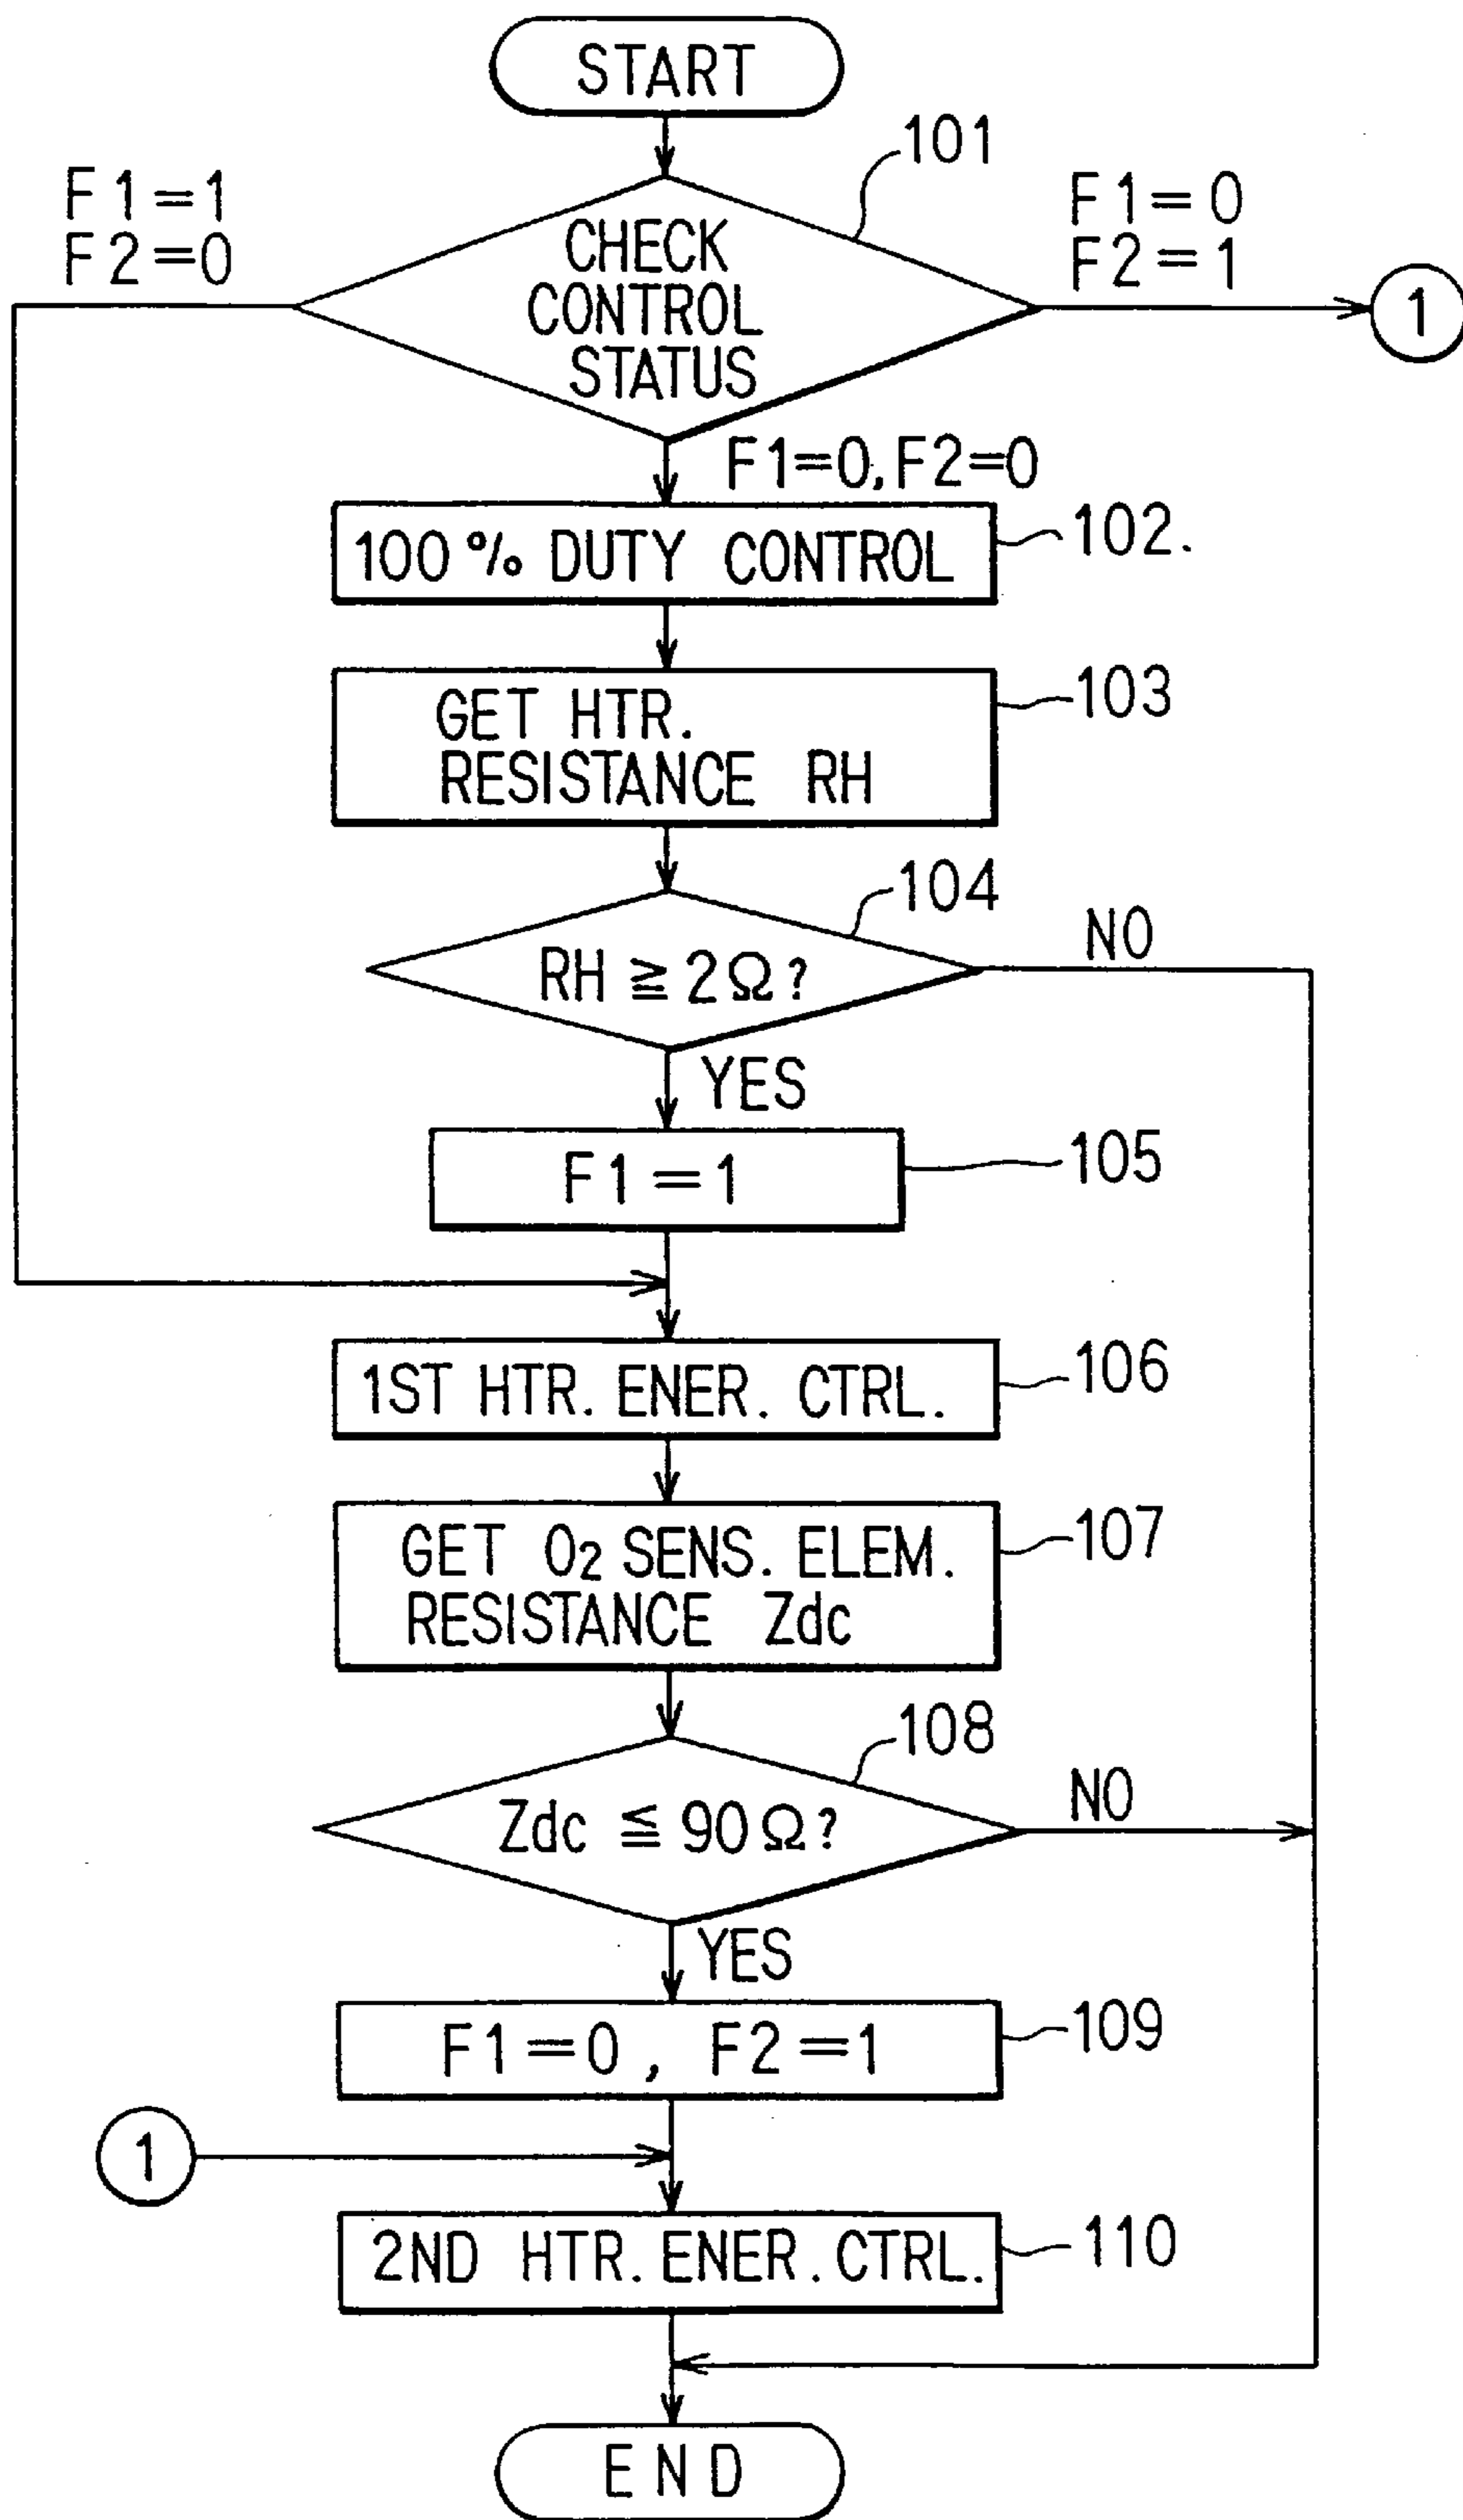 START
101
F1=1
F2=0
F1=0
F2=1
CHECK
CONTROL
STATUS
1
F1=0, F2=0
100% DUTY CONTROL
102.
GET HTR.
RESISTANCE RH
103
104
RH ≧ 2Ω?
NO
YES
F1=1
105
1ST HTR. ENER. CTRL.
106
GET O2 SENS. ELEM.
RESISTANCE Zdc
107
108
Zdc ≦ 90Ω?
NO
YES
F1=0, F2=1
109
1
2ND HTR. ENER. CTRL.
110
END